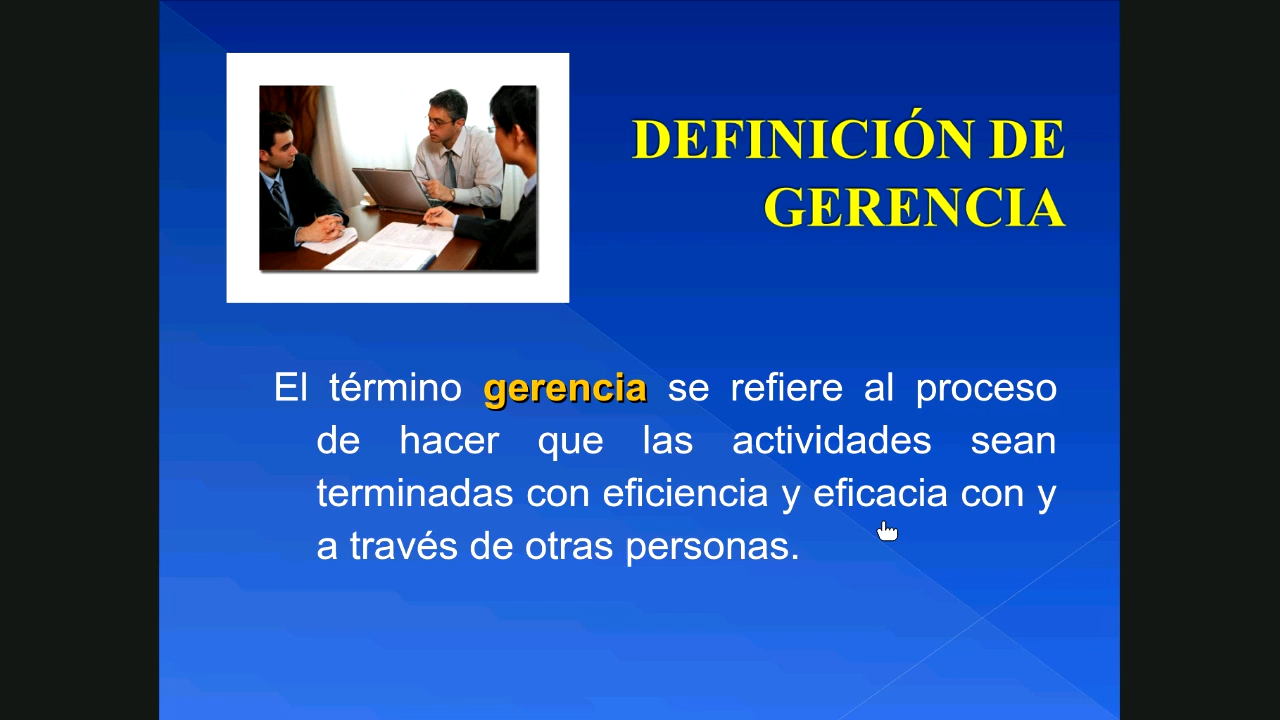 DEFINICIÓN DE
GERENCIA
El término gerencia se refiere al proceso
de hacer que las actividades sean
terminadas con eficiencia y eficacia con y
a través de otras personas.